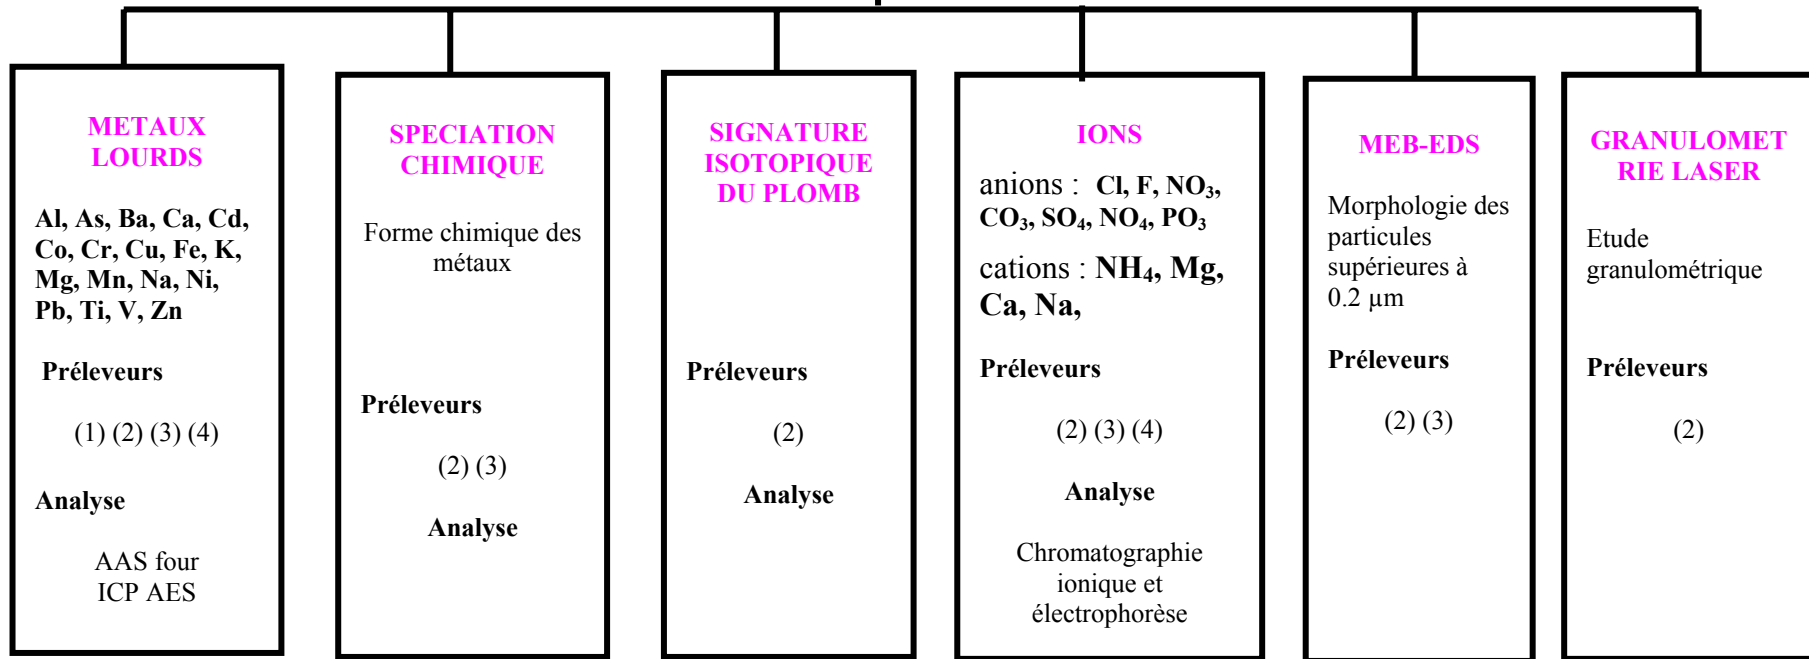 METAUX
LOURDS
Al, As, Ba, Ca, Cd,
Co, Cr, Cu, Fe, K,
Mg, Mn, Na, Ni,
Pb, Ti, V, Zn
Préleveurs
(1) (2) (3) (4)
Analyse
AAS four
ICP AES
SPECIATION
CHIMIQUE
Forme chimique des
métaux
Préleveurs
(2) (3)
Analyse
SIGNATURE
ISOTOPIQUE
DU PLOMB
Préleveurs
(2)
Analyse
IONS
anions : Cl, F, NO₃,
CO₃, SO₄, NO₄, PO₃
cations : NH₄, Mg,
Ca, Na,
Préleveurs
(2) (3) (4)
Analyse
Chromatographie
ionique et
électrophorèse
MEB-EDS
Morphologie des
particules
supérieures à
0.2 µm
Préleveurs
(2) (3)
GRANULOMET
RIE LASER
Etude
granulométrique
Préleveurs
(2)